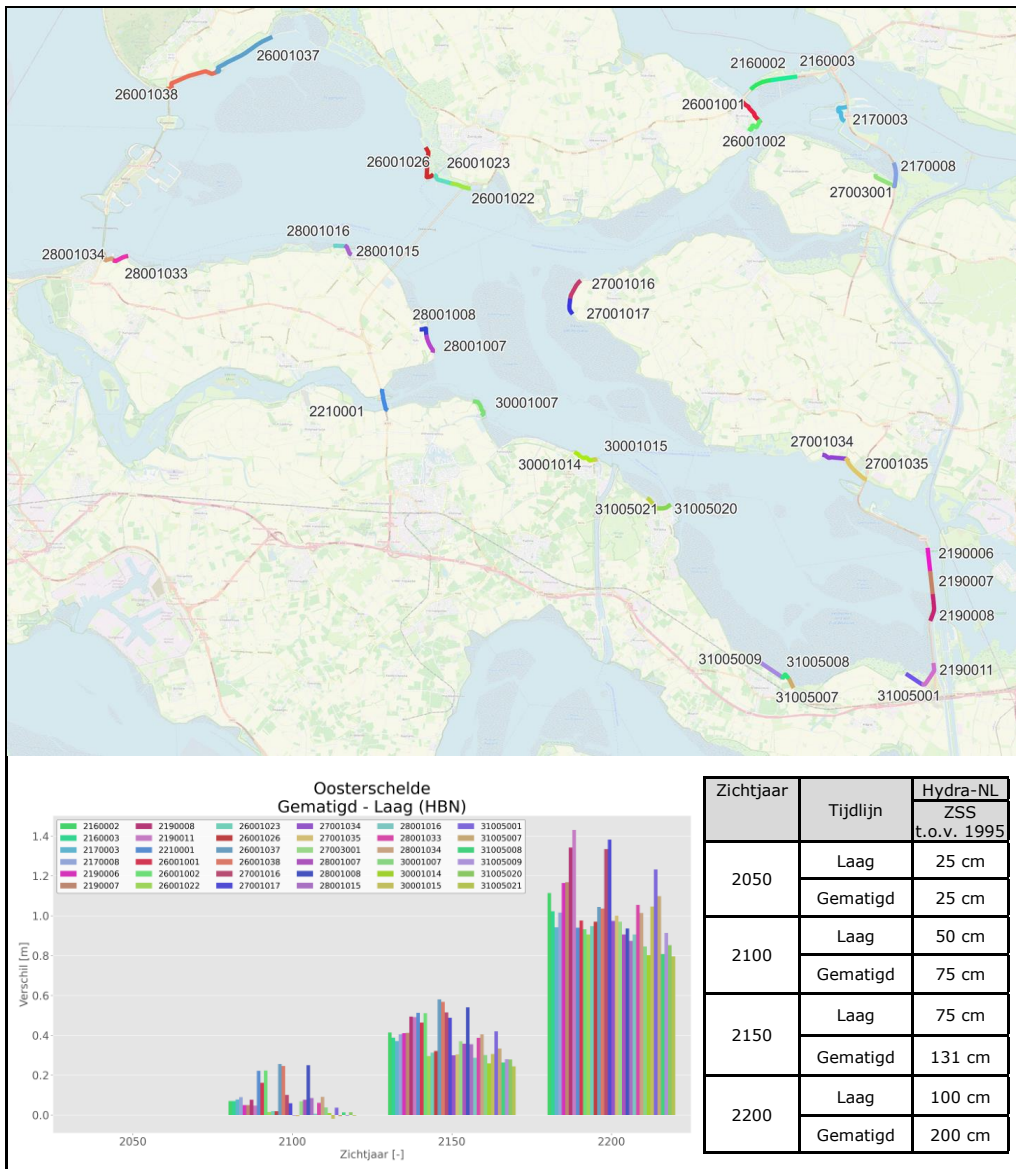 26001037
2160002 2160003
26001038
26001001
2170003
26001002
26001026 26001023
2170008
26001022
27003001
28001016
28001015
28001034
28001033
27001016
27001017
28001008
28001007
2210001
30001007
27001034
30001015
30001014
27001035
31005021 31005020
2190006
2190007
2190008
31005009 31005008
2190011
31005007
31005001
Oosterschelde
Gematigd - Laag (HBN)
2160002 2190008 26001023 27001034 28001016 31005001
2160003 2190011 26001026 27001035 28001033 31005007
2170003 2210001 26001037 27003001 28001034 31005008
2170008 26001001 26001038 28001007 30001007 31005009
2190006 26001002 27001016 28001008 30001014 31005020
2190007 26001022 27001017 28001015 30001015 31005021
1.4
1.2
1.0
0.8
0.6
0.4
0.2
0.0
Verschil [m]
2050 2100 2150 2200
Zichtjaar [-]
Zichtjaar Tijdlijn Hydra-NL
ZSS
t.o.v. 1995
2050 Laag 25 cm
Gematigd 25 cm
2100 Laag 50 cm
Gematigd 75 cm
2150 Laag 75 cm
Gematigd 131 cm
2200 Laag 100 cm
Gematigd 200 cm